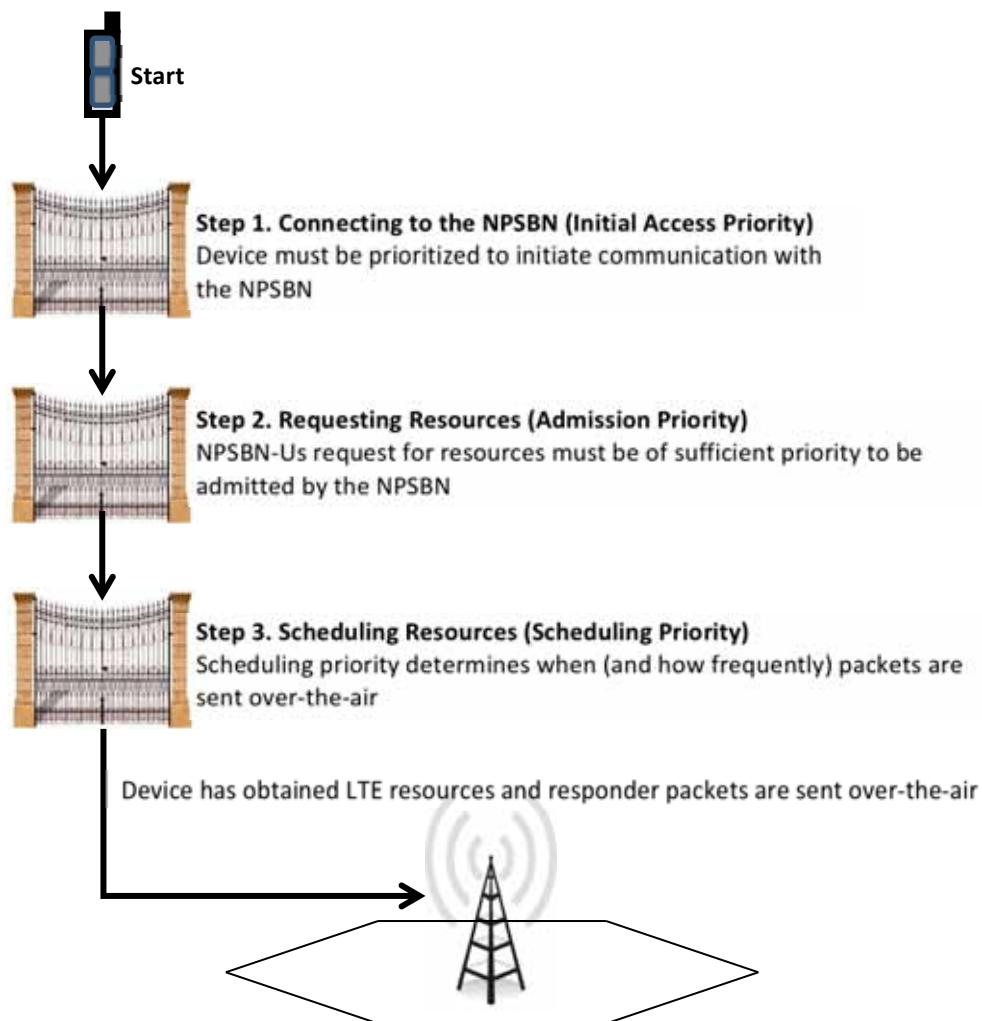 Start
Step 1. Connecting to the NPSBN (Initial Access Priority)
Device must be prioritized to initiate communication with
the NPSBN
Step 2. Requesting Resources (Admission Priority)
NPSBN-Us request for resources must be of sufficient priority to be
admitted by the NPSBN
Step 3. Scheduling Resources (Scheduling Priority)
Scheduling priority determines when (and how frequently) packets are
sent over-the-air
Device has obtained LTE resources and responder packets are sent over-the-air